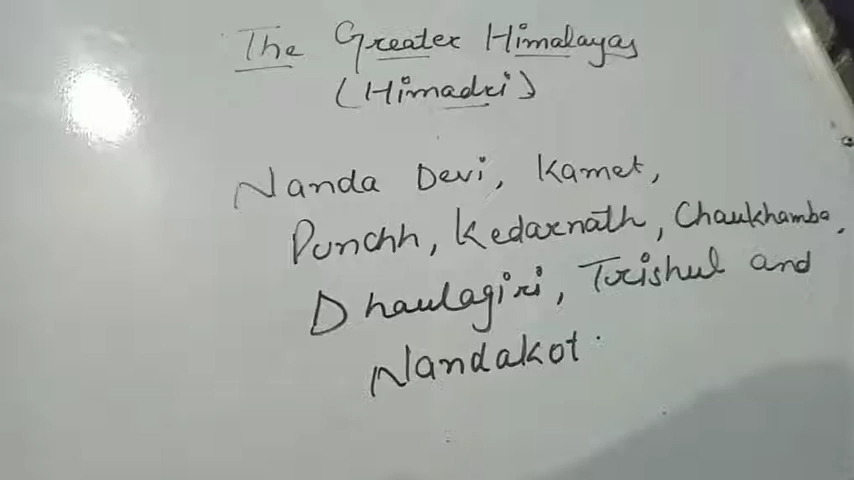 The Greater Himalayas
(Himadri)
Nanda Devi, Kamet,
Punchh, Kedarnath, Chaukhamba,
Dhaulagiri, Trishul and
Nandakot.